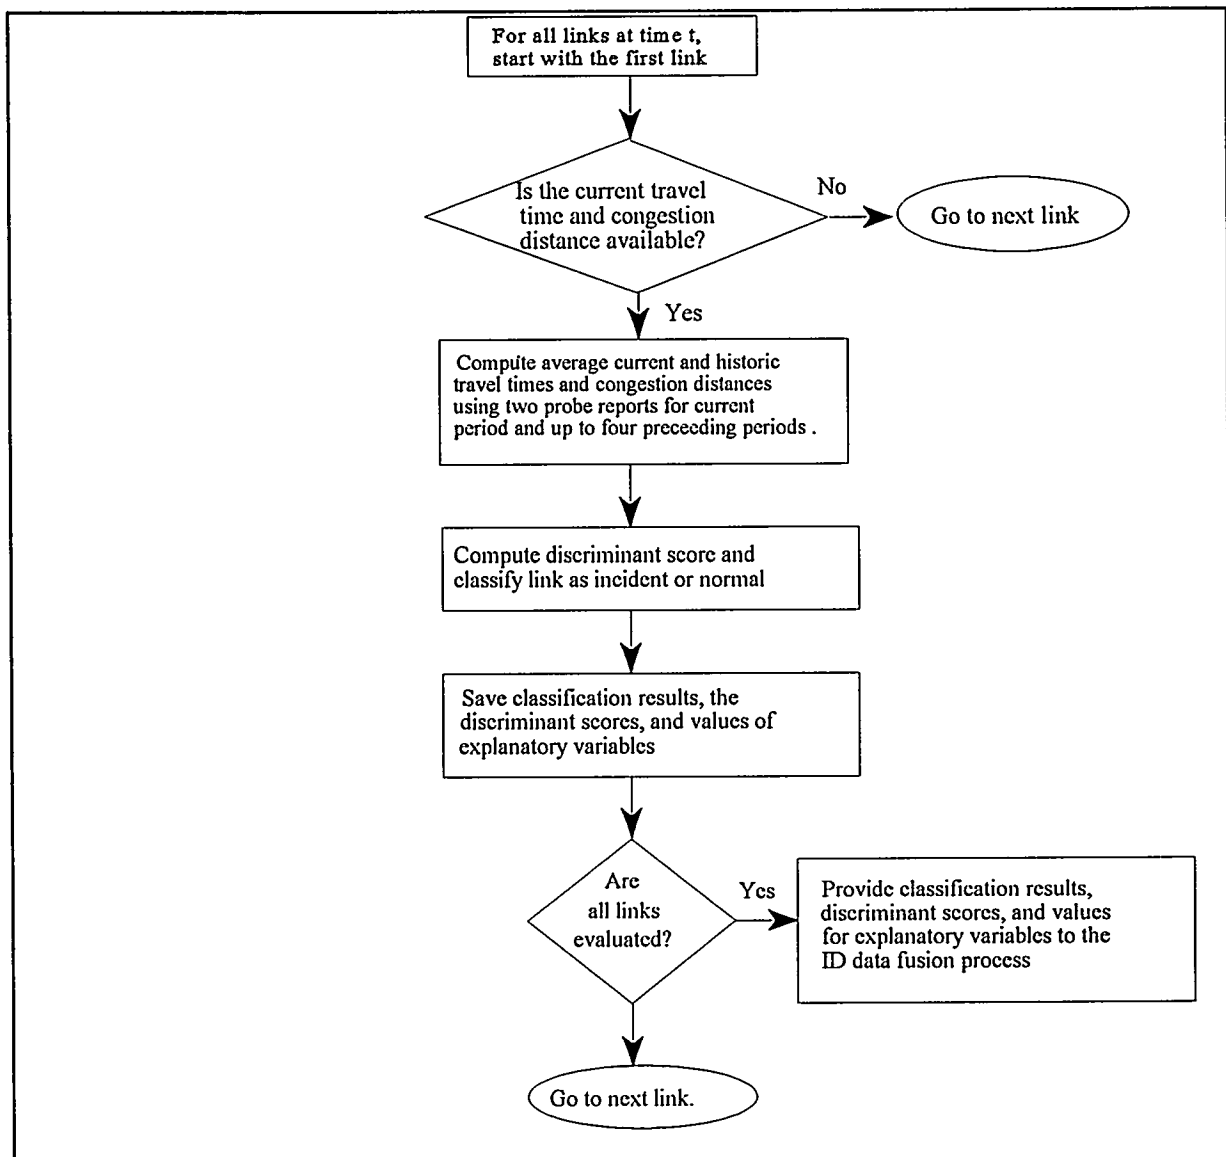 For all links at time t,
start with the first link
Is the current travel
time and congestion
distance available?
No
Go to next link
Yes
Compute average current and historic
travel times and congestion distances
using two probe reports for current
period and up to four preceeding periods .
Compute discriminant score and
classify link as incident or normal
Save classification results, the
discriminant scores, and values of
explanatory variables
Are
all links
evaluated?
Yes
Provide classification results,
discriminant scores, and values
for explanatory variables to the
ID data fusion process
Go to next link.